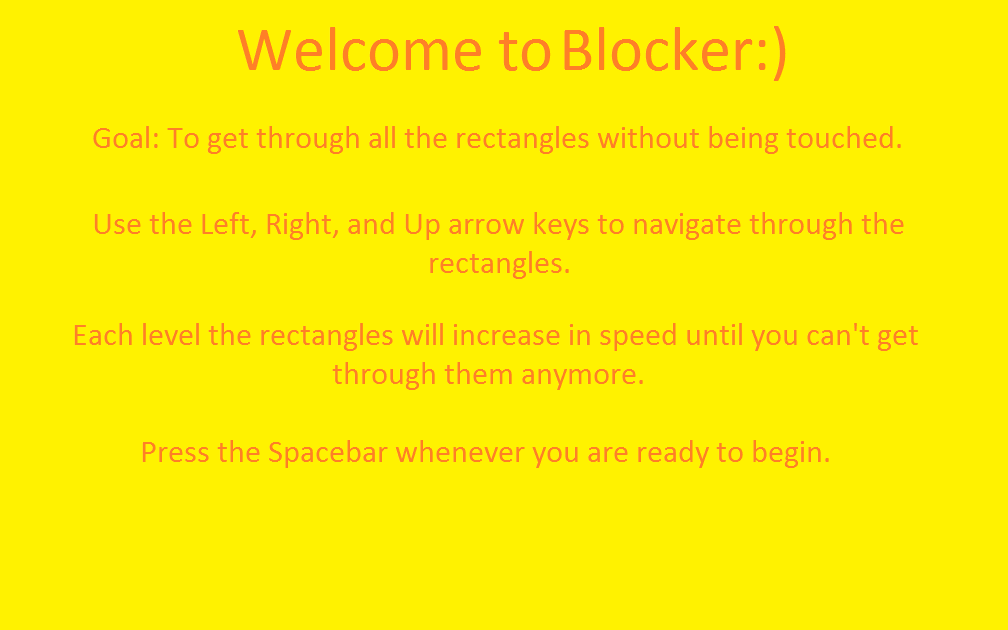 Welcome to Blocker:)
Goal: To get through all the rectangles without being touched.
Use the Left, Right, and Up arrow keys to navigate through the
rectangles.
Each level the rectangles will increase in speed until you can't get
through them anymore.
Press the Spacebar whenever you are ready to begin.